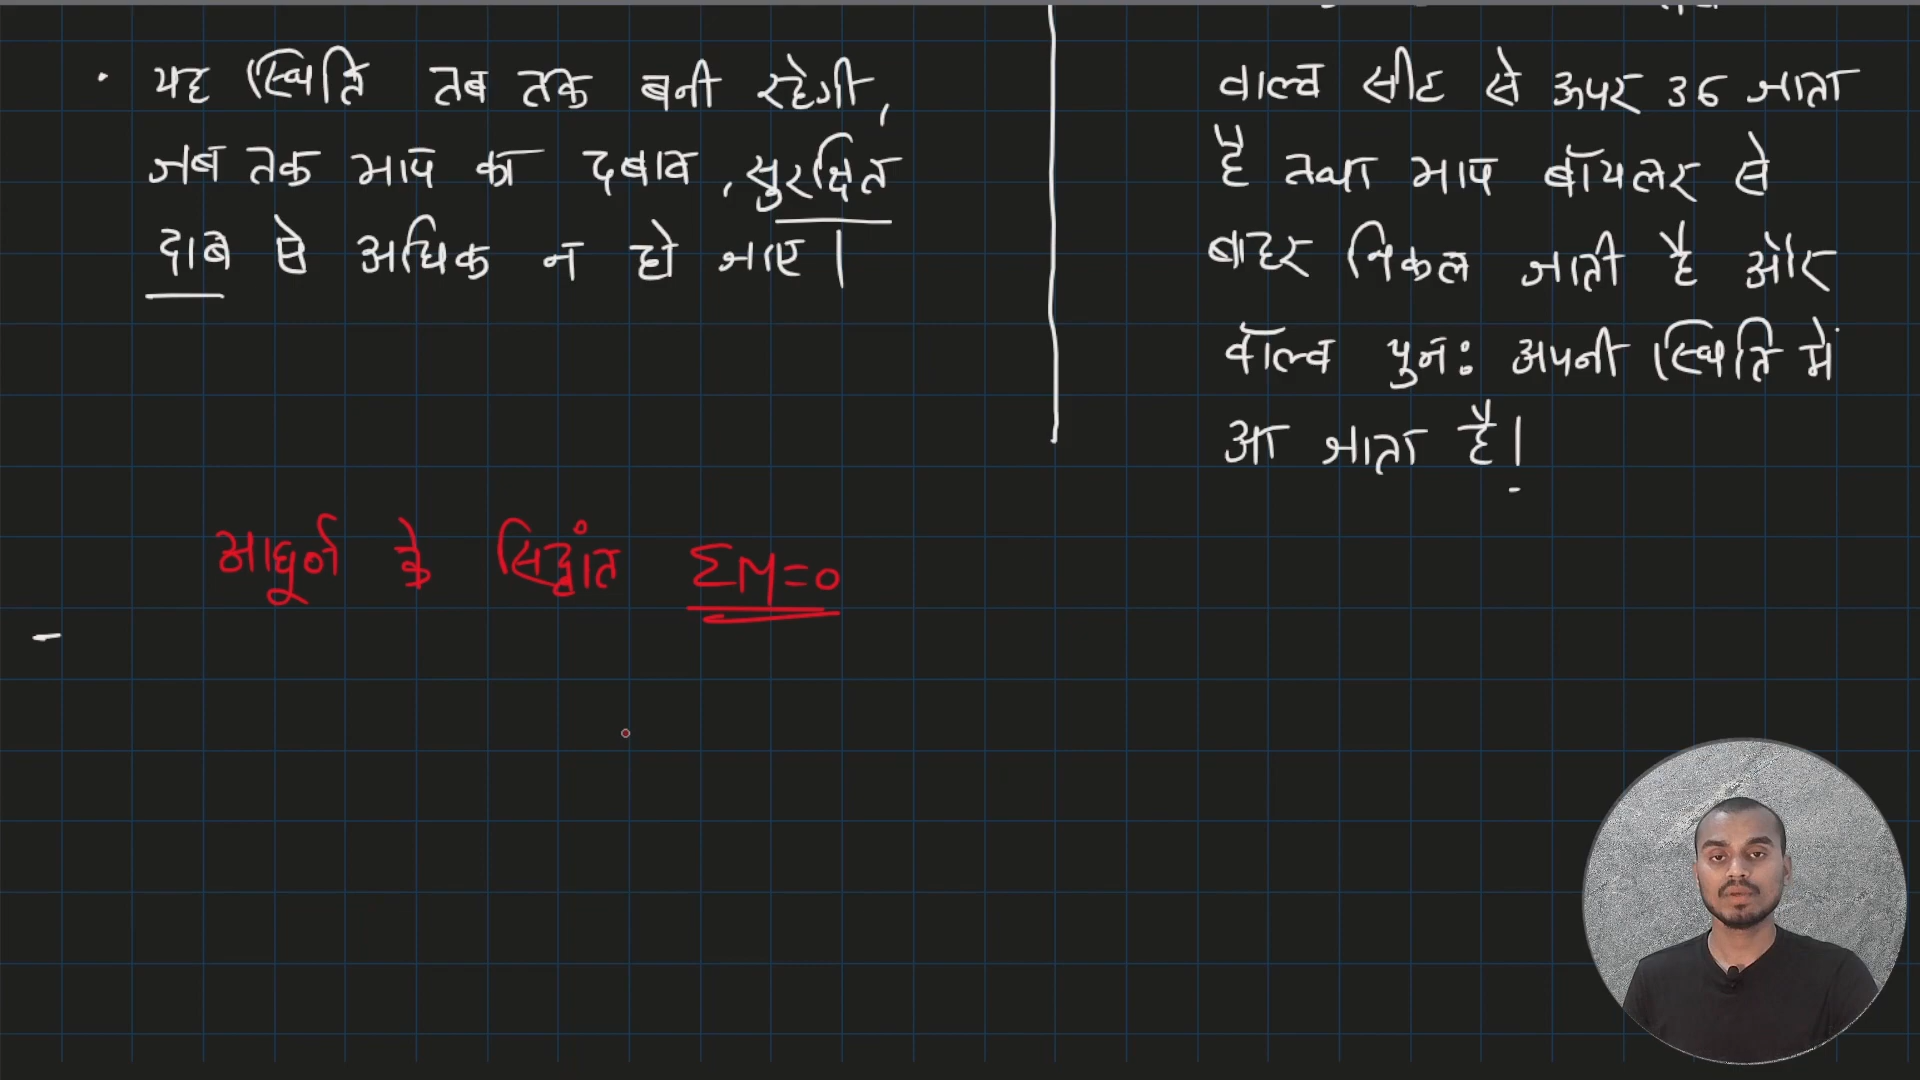 • यह स्थिति तब तक बनी रहेगी,
जब तक भाप का दबाव, सुरक्षित
दाब से अधिक न हो जाए।
वाल्व सीट से ऊपर उठ जाता
है तथा भाप बॉयलर से
बाहर निकल जाती है और
वॉल्व पुनः अपनी स्थिति में
आ जाता है।
आघुर्ण के सिद्धांत ΣM=0